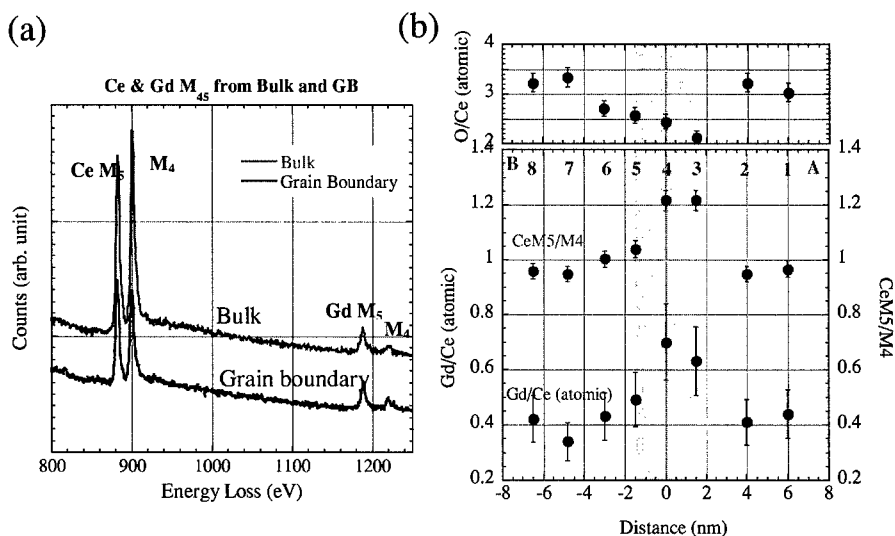 (a)
Ce & Gd M45 from Bulk and GB
Ce M5
M4
Bulk
Grain Boundary
Counts (arb. unit)
Bulk
Gd M5
M4
Grain boundary
800 900 1000 1100 1200
Energy Loss (eV)
(b)
O/Ce (atomic)
4
3
1.2
1.4
B 8 7 6 5 4 3 2 1 A
1.4
1.2
1.2
CeM5/M4
1
1
0.8
0.8
Gd/Ce (atomic)
CeM5/M4
0.6
0.6
Gd/Ce (atomic)
0.4
0.4
0.2
0.2
-8 -6 -4 -2 0 2 4 6 8
Distance (nm)